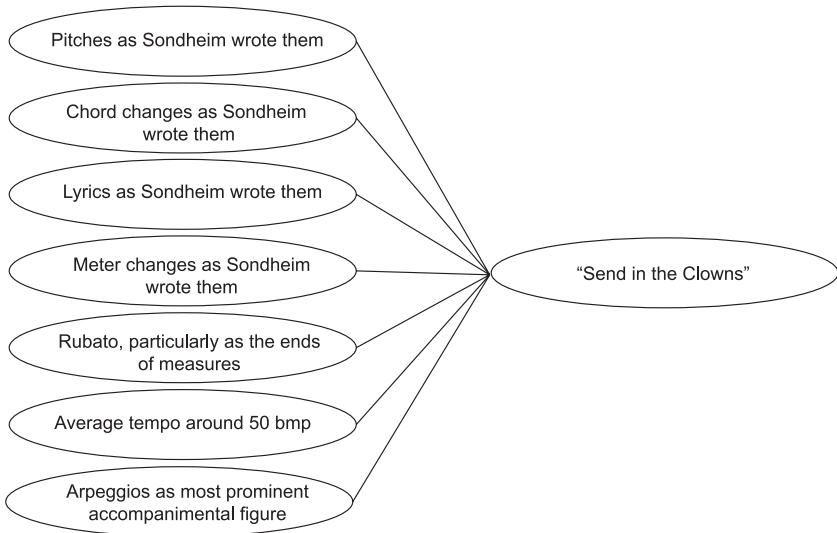 Pitches as Sondheim wrote them
Chord changes as Sondheim
wrote them
Lyrics as Sondheim wrote them
Meter changes as Sondheim
wrote them
Rubato, particularly as the ends
of measures
Average tempo around 50 bmp
Arpeggios as most prominent
accompanimental figure
“Send in the Clowns”